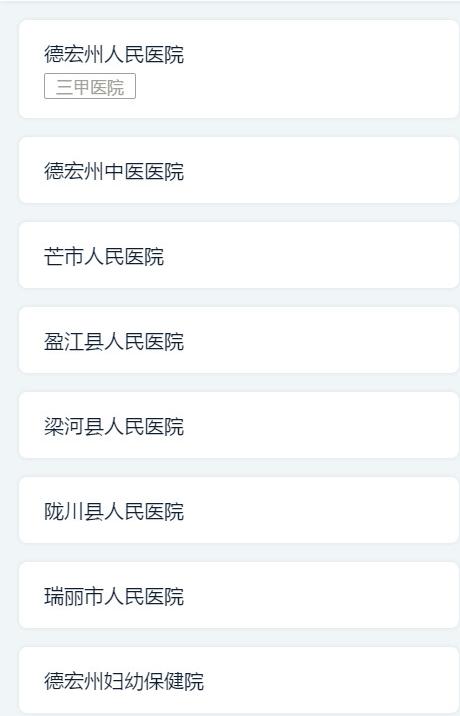 德宏州人民医院
三甲医院
德宏州中医医院
芒市人民医院
盈江县人民医院
梁河县人民医院
陇川县人民医院
瑞丽市人民医院
德宏州妇幼保健院